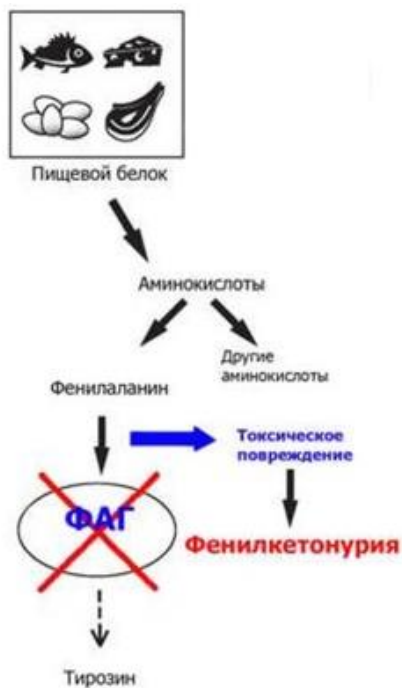 Пищевой белок
Аминокислоты
Другие
аминокислоты
Фенилаланин
Токсическое
повреждение
ФАГ
Фенилкетонурия
Тирозин